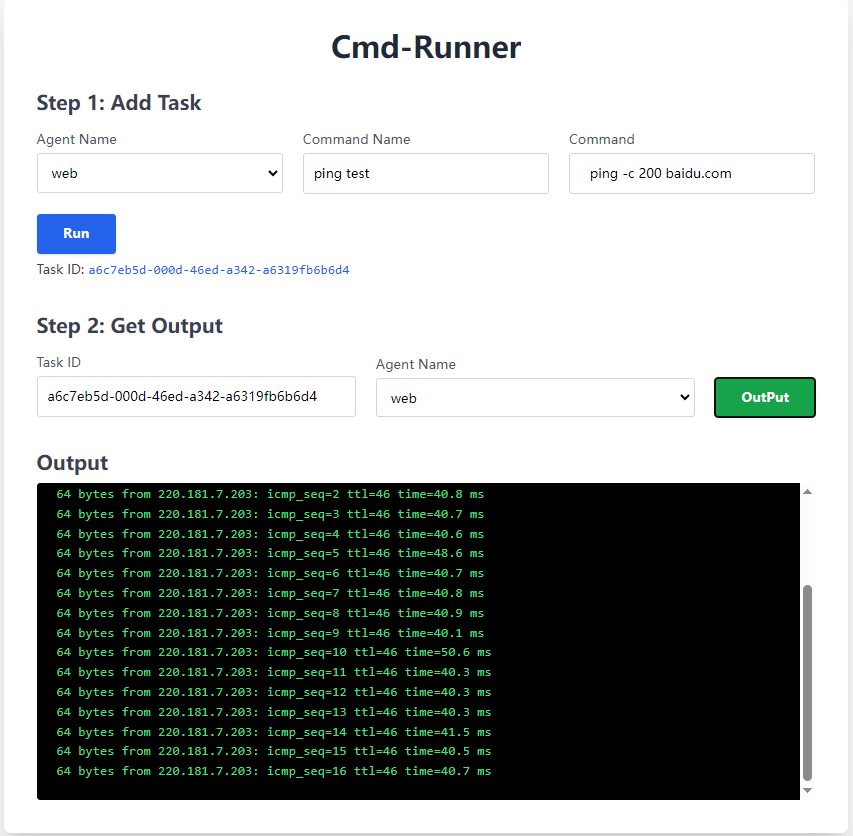 Cmd-Runner
Step 1: Add Task
Agent Name
Command Name
Command
web
ping test
ping -c 200 baidu.com
Run
Task ID: a6c7eb5d-000d-46ed-a342-a6319fb6b6d4
Step 2: Get Output
Task ID
Agent Name
a6c7eb5d-000d-46ed-a342-a6319fb6b6d4
web
OutPut
Output
64 bytes from 220.181.7.203: icmp_seq=2 ttl=46 time=40.8 ms
64 bytes from 220.181.7.203: icmp_seq=3 ttl=46 time=40.7 ms
64 bytes from 220.181.7.203: icmp_seq=4 ttl=46 time=40.6 ms
64 bytes from 220.181.7.203: icmp_seq=5 ttl=46 time=48.6 ms
64 bytes from 220.181.7.203: icmp_seq=6 ttl=46 time=40.7 ms
64 bytes from 220.181.7.203: icmp_seq=7 ttl=46 time=40.8 ms
64 bytes from 220.181.7.203: icmp_seq=8 ttl=46 time=40.9 ms
64 bytes from 220.181.7.203: icmp_seq=9 ttl=46 time=40.1 ms
64 bytes from 220.181.7.203: icmp_seq=10 ttl=46 time=50.6 ms
64 bytes from 220.181.7.203: icmp_seq=11 ttl=46 time=40.3 ms
64 bytes from 220.181.7.203: icmp_seq=12 ttl=46 time=40.3 ms
64 bytes from 220.181.7.203: icmp_seq=13 ttl=46 time=40.3 ms
64 bytes from 220.181.7.203: icmp_seq=14 ttl=46 time=41.5 ms
64 bytes from 220.181.7.203: icmp_seq=15 ttl=46 time=40.5 ms
64 bytes from 220.181.7.203: icmp_seq=16 ttl=46 time=40.7 ms